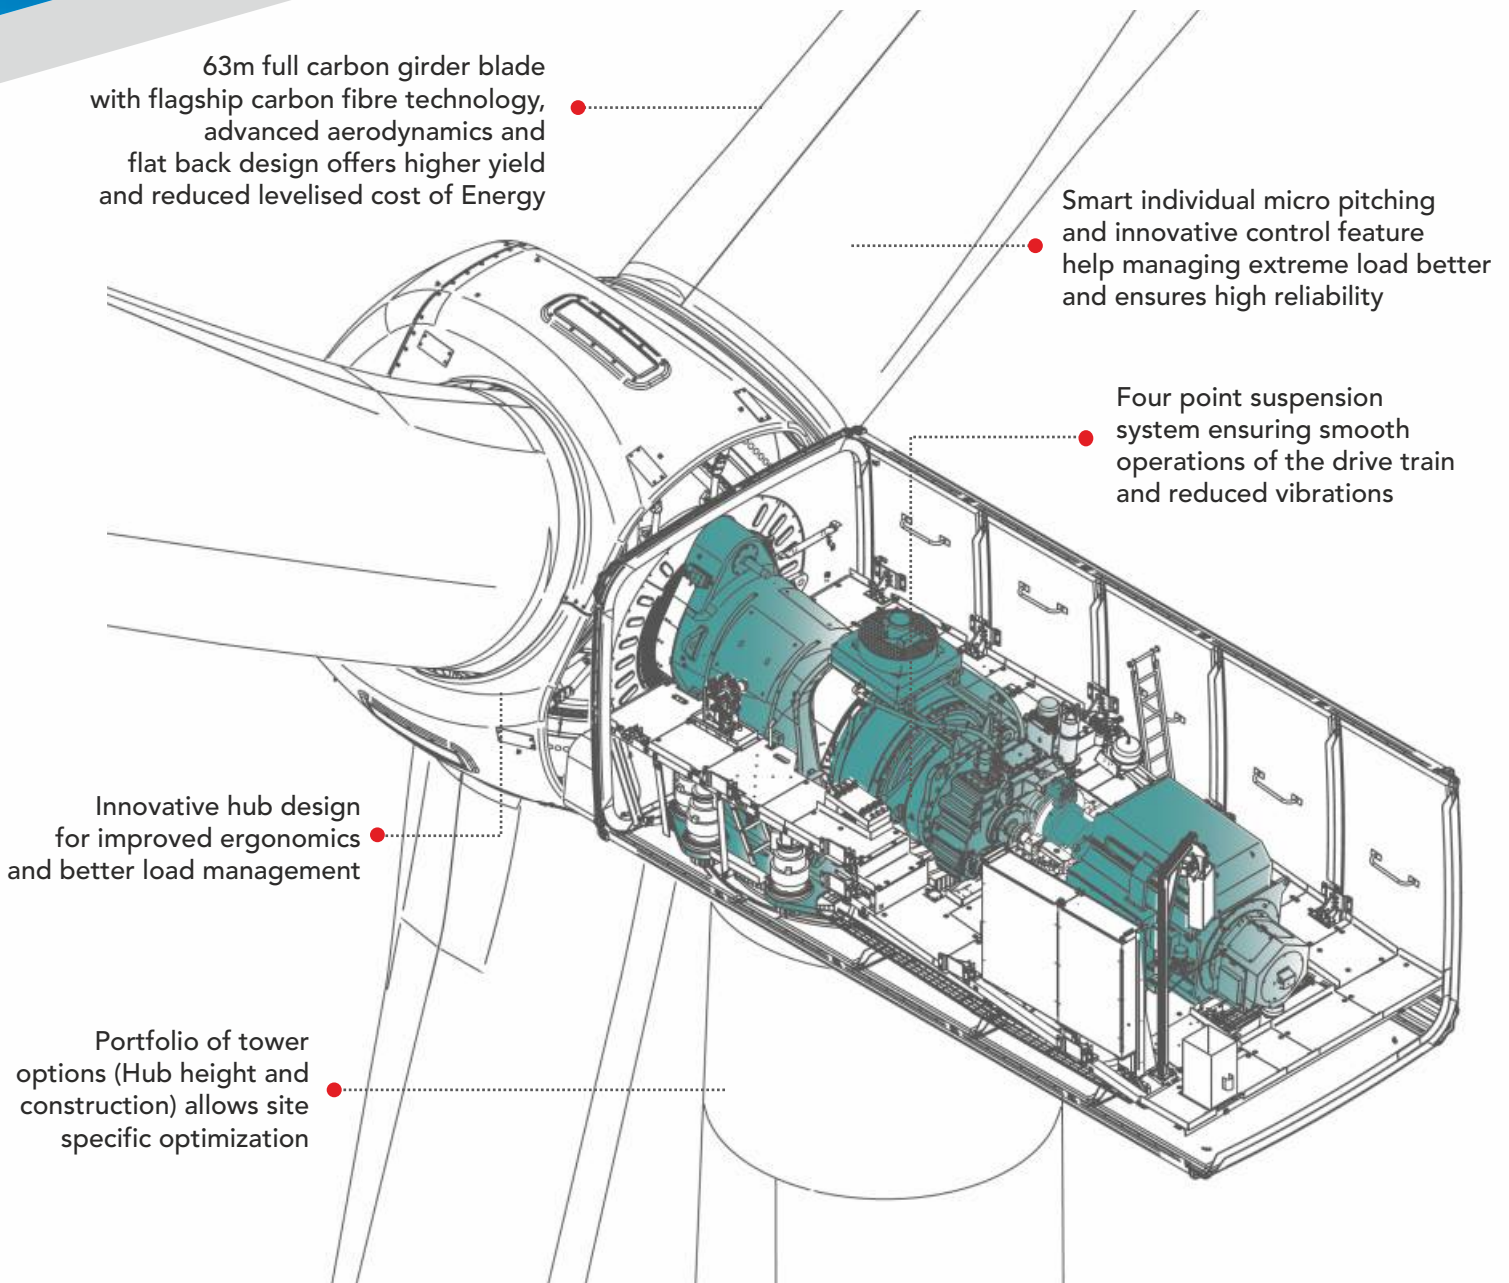 63m full carbon girder blade
with flagship carbon fibre technology,
advanced aerodynamics and
flat back design offers higher yield
and reduced levelised cost of Energy
Smart individual micro pitching
and innovative control feature
help managing extreme load better
and ensures high reliability
Four point suspension
system ensuring smooth
operations of the drive train
and reduced vibrations
Innovative hub design
for improved ergonomics
and better load management
Portfolio of tower
options (Hub height and
construction) allows site
specific optimization